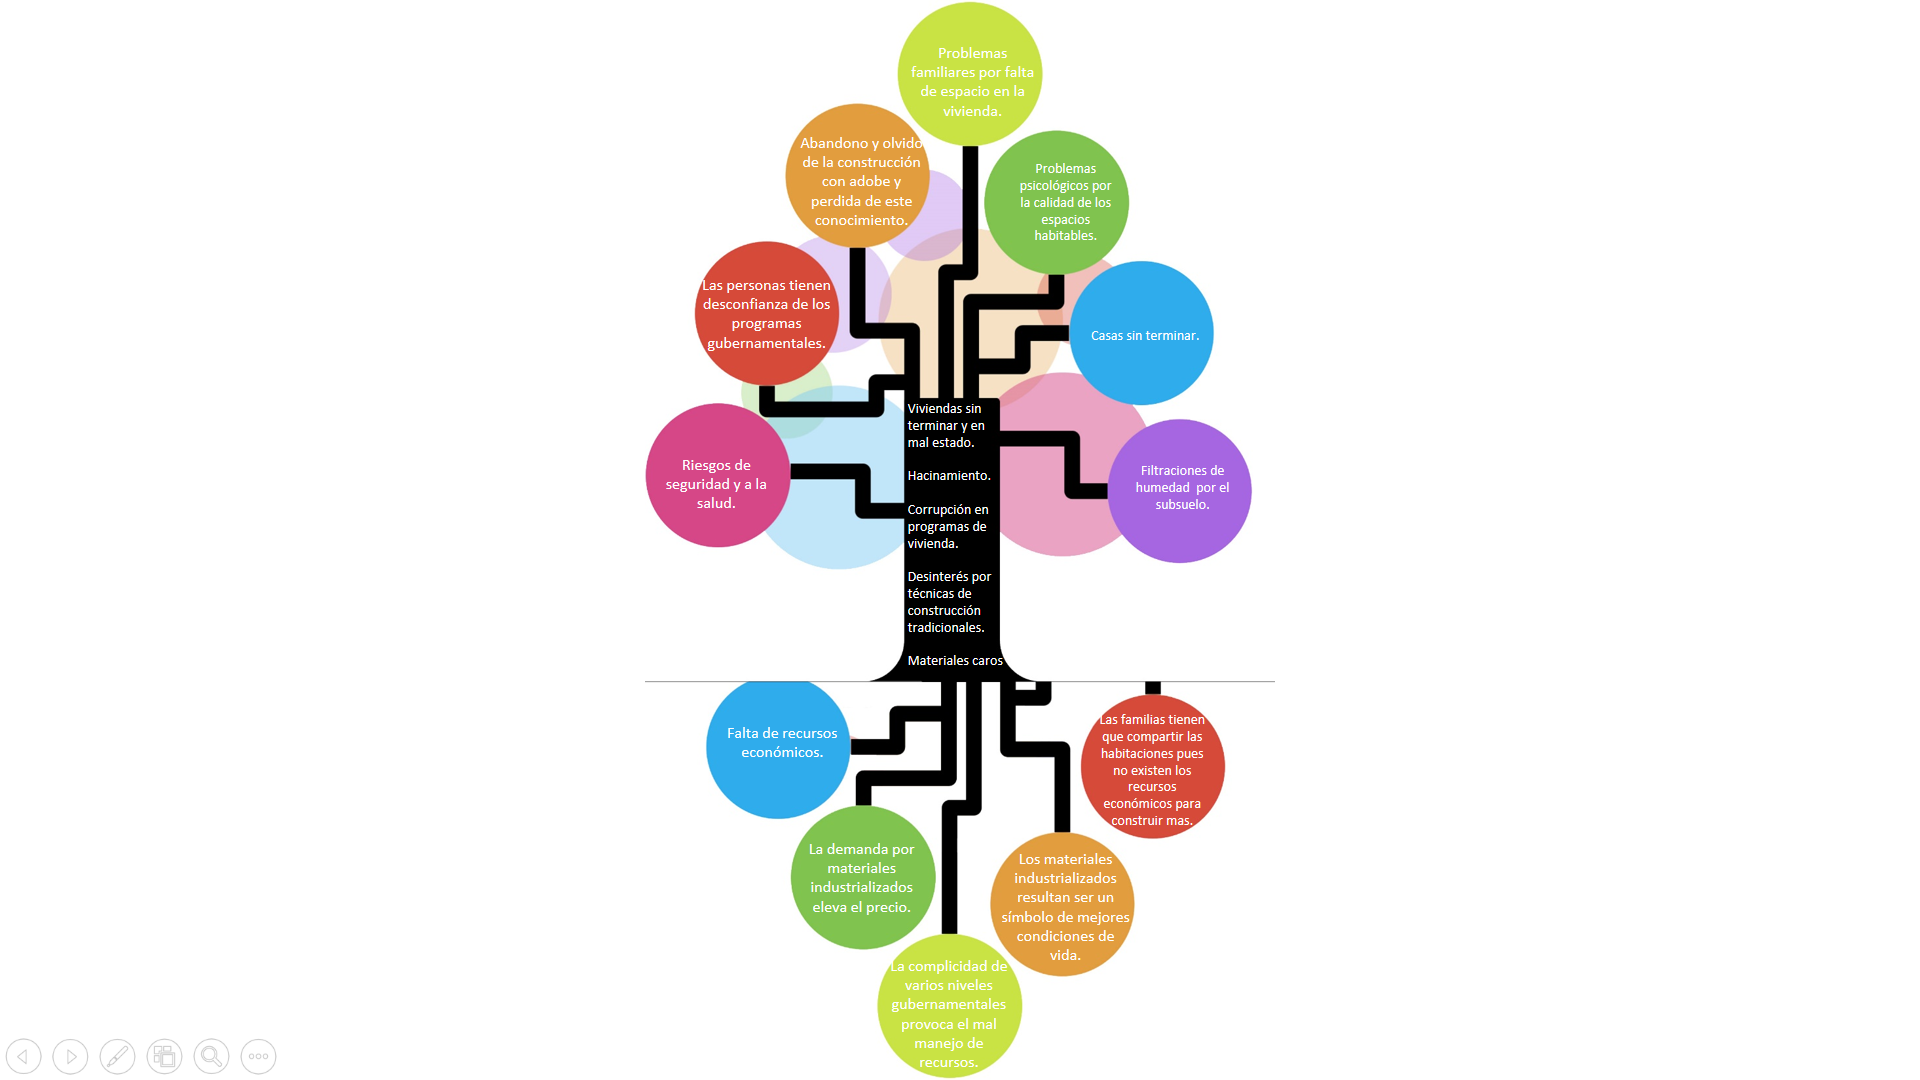 Problemas
familiares por falta
de espacio en la
vivienda.
Abandono y olvido
de la construcción
con adobe y
perdida de este
conocimiento.
Problemas
psicológicos por
la calidad de los
espacios
habitables.
Las personas tienen
desconfianza de los
programas
gubernamentales.
Casas sin terminar.
Riesgos de
seguridad y a la
salud.
Filtraciones de
humedad por el
subsuelo.
Viviendas sin
terminar y en
mal estado.
Hacinamiento.
Corrupción en
programas de
vivienda.
Desinterés por
técnicas de
construcción
tradicionales.
Materiales caros
Falta de recursos
económicos.
Las familias tienen
que compartir las
habitaciones pues
no existen los
recursos
económicos para
construir mas.
La demanda por
materiales
industrializados
eleva el precio.
Los materiales
industrializados
resultan ser un
símbolo de mejores
condiciones de
vida.
La complicidad de
varios niveles
gubernamentales
provoca el mal
manejo de
recursos.